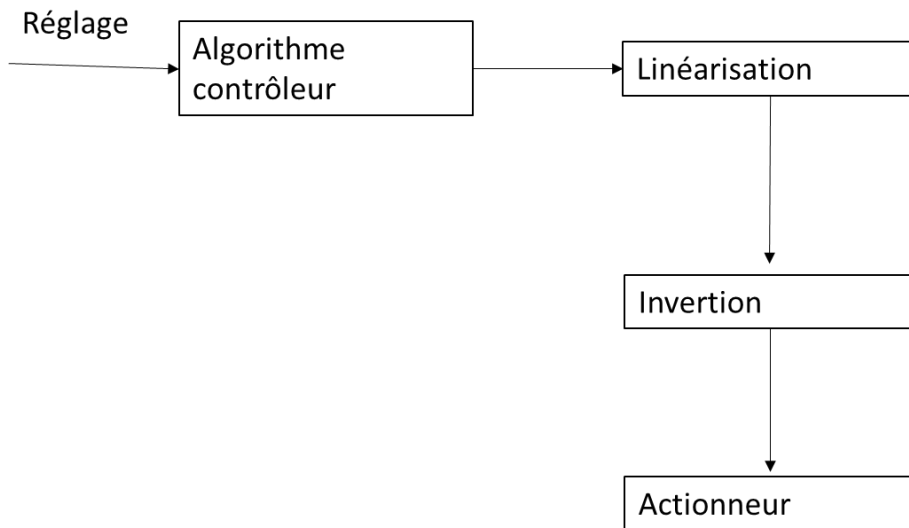 Réglage
Algorithme
contrôleur
Linéarisation
Invertion
Actionneur